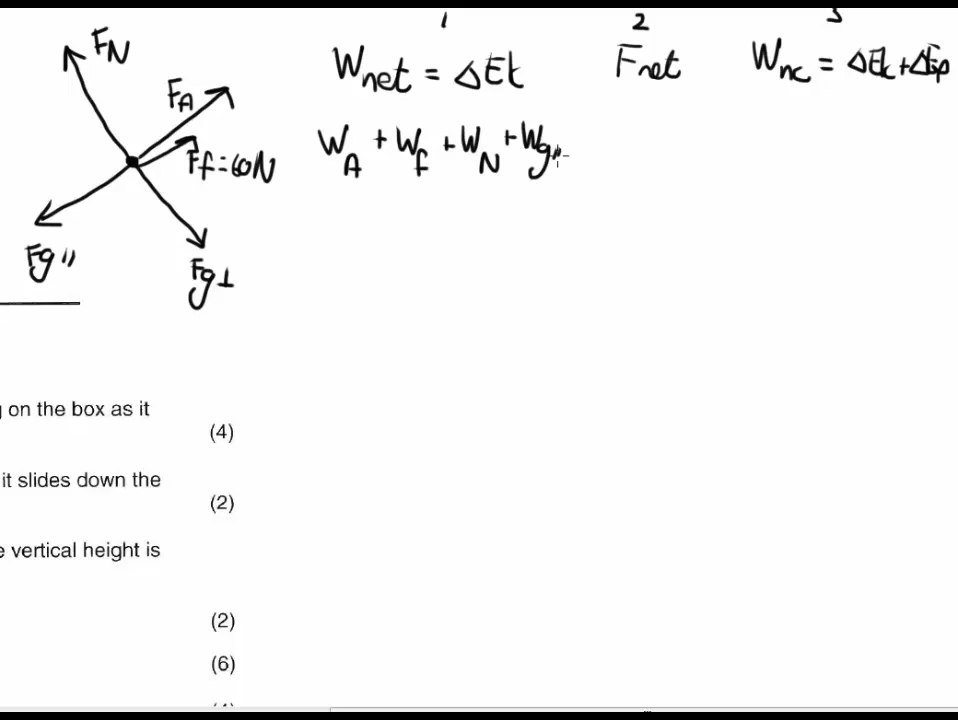 1 2 3
FN
Wnet = ΔEk Fnet Wnc = ΔEk + ΔEp
FA
WA + Wf + WN + Wg//
Ff = 60N
Fg//
Fg⊥
on the box as it
(4)
it slides down the
(2)
vertical height is
(2)
(6)